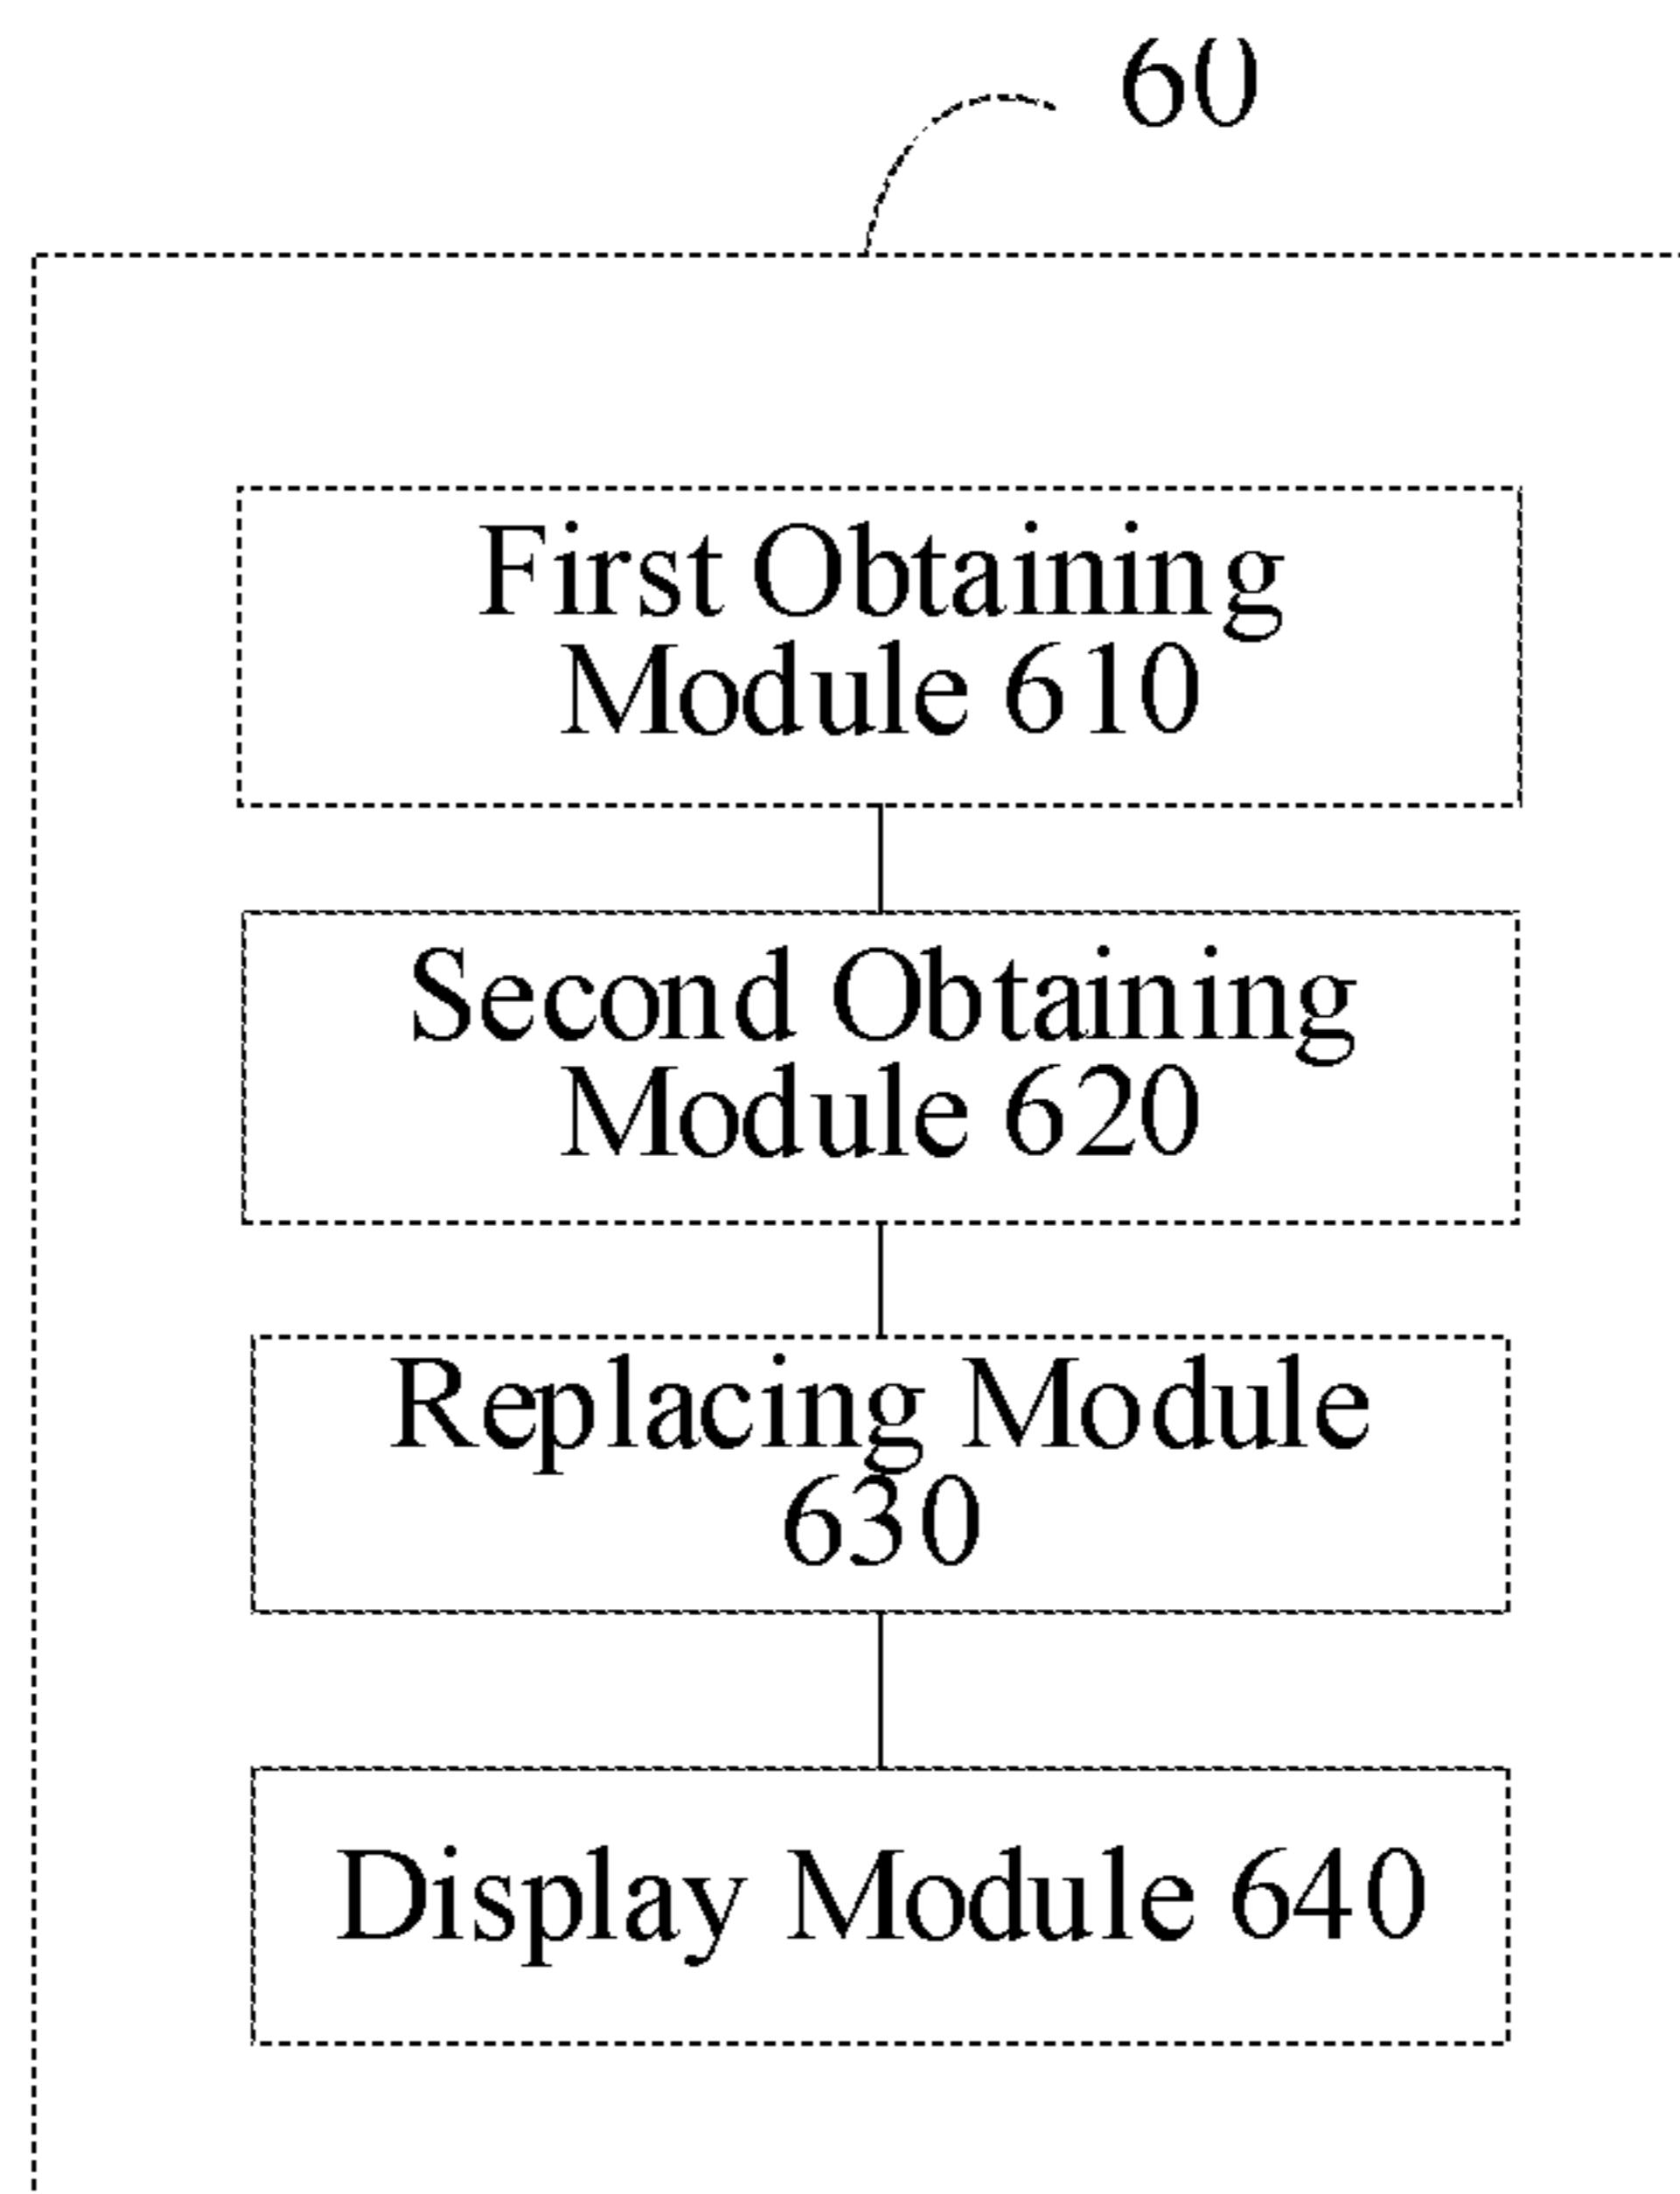 60
First Obtaining
Module 610
Second Obtaining
Module 620
Replacing Module
630
Display Module 640